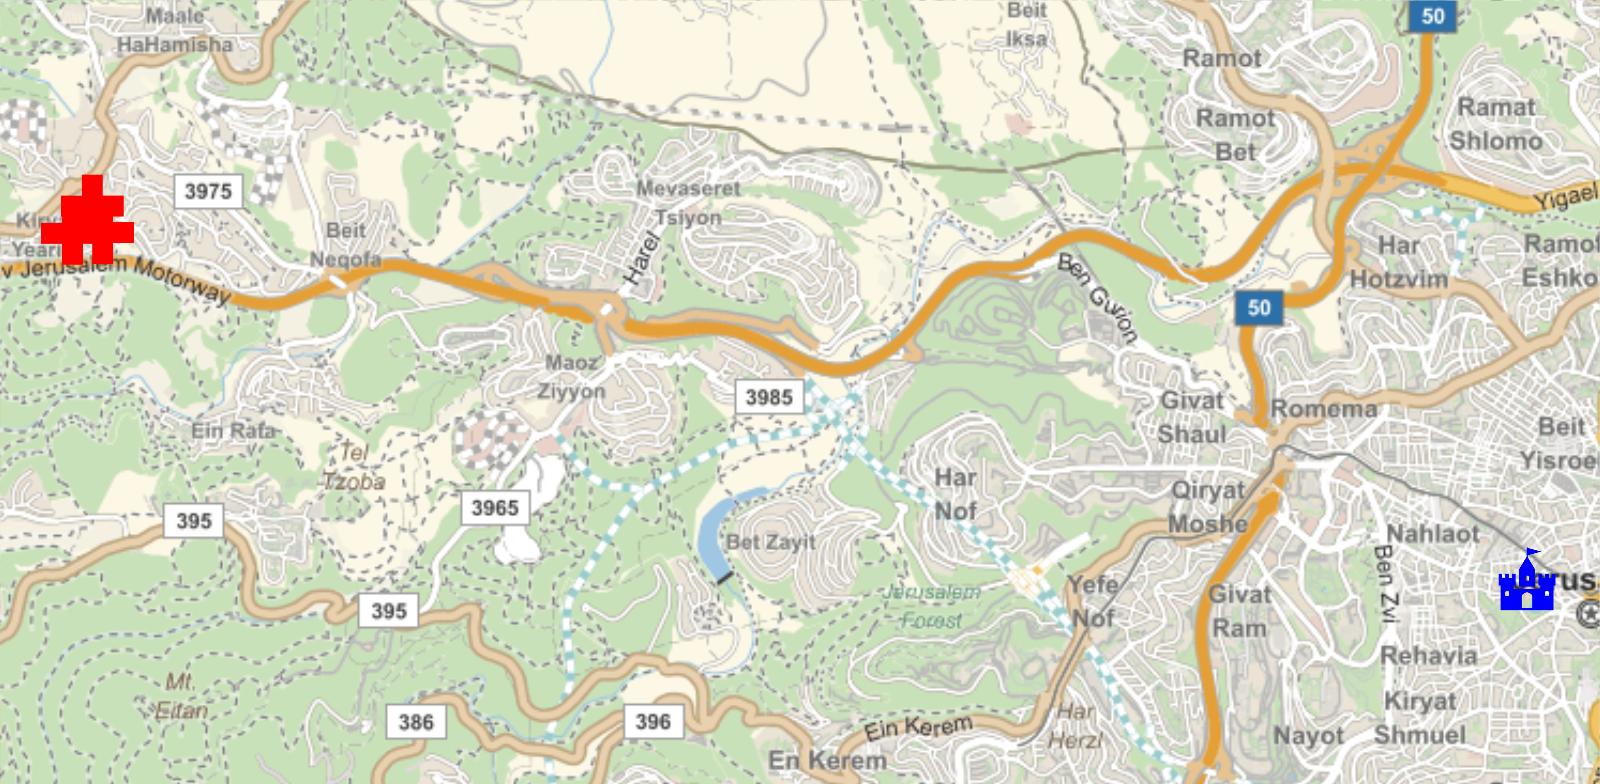 Maale
HaHamisha
Beit
Iksa
50
Ramot
Ramot
Bet
Ramat
Shlomo
3975
Mevaseret
Tsiyon
Yigael
Beit
Neqofa
Harel
Jerusalem Motorway
Ben Gurion
Har
Hotzvim
Ramot
Eshko
50
Maoz
Ziyyon
3985
Givat
Shaul
Romema
Ein Rafa
Beit
Yisroe
Tel
Tzoba
Har
Nof
3965
395
Qiryat
Moshe
Nahlaot
Bet Zayit
Ben Zvi
rus
395
Jerusalem
Forest
Yefe
Nof
Givat
Ram
Rehavia
Mt.
Eitan
386
396
Ein Kerem
Har
Herzl
Kiryat
Shmuel
Nayot
En Kerem